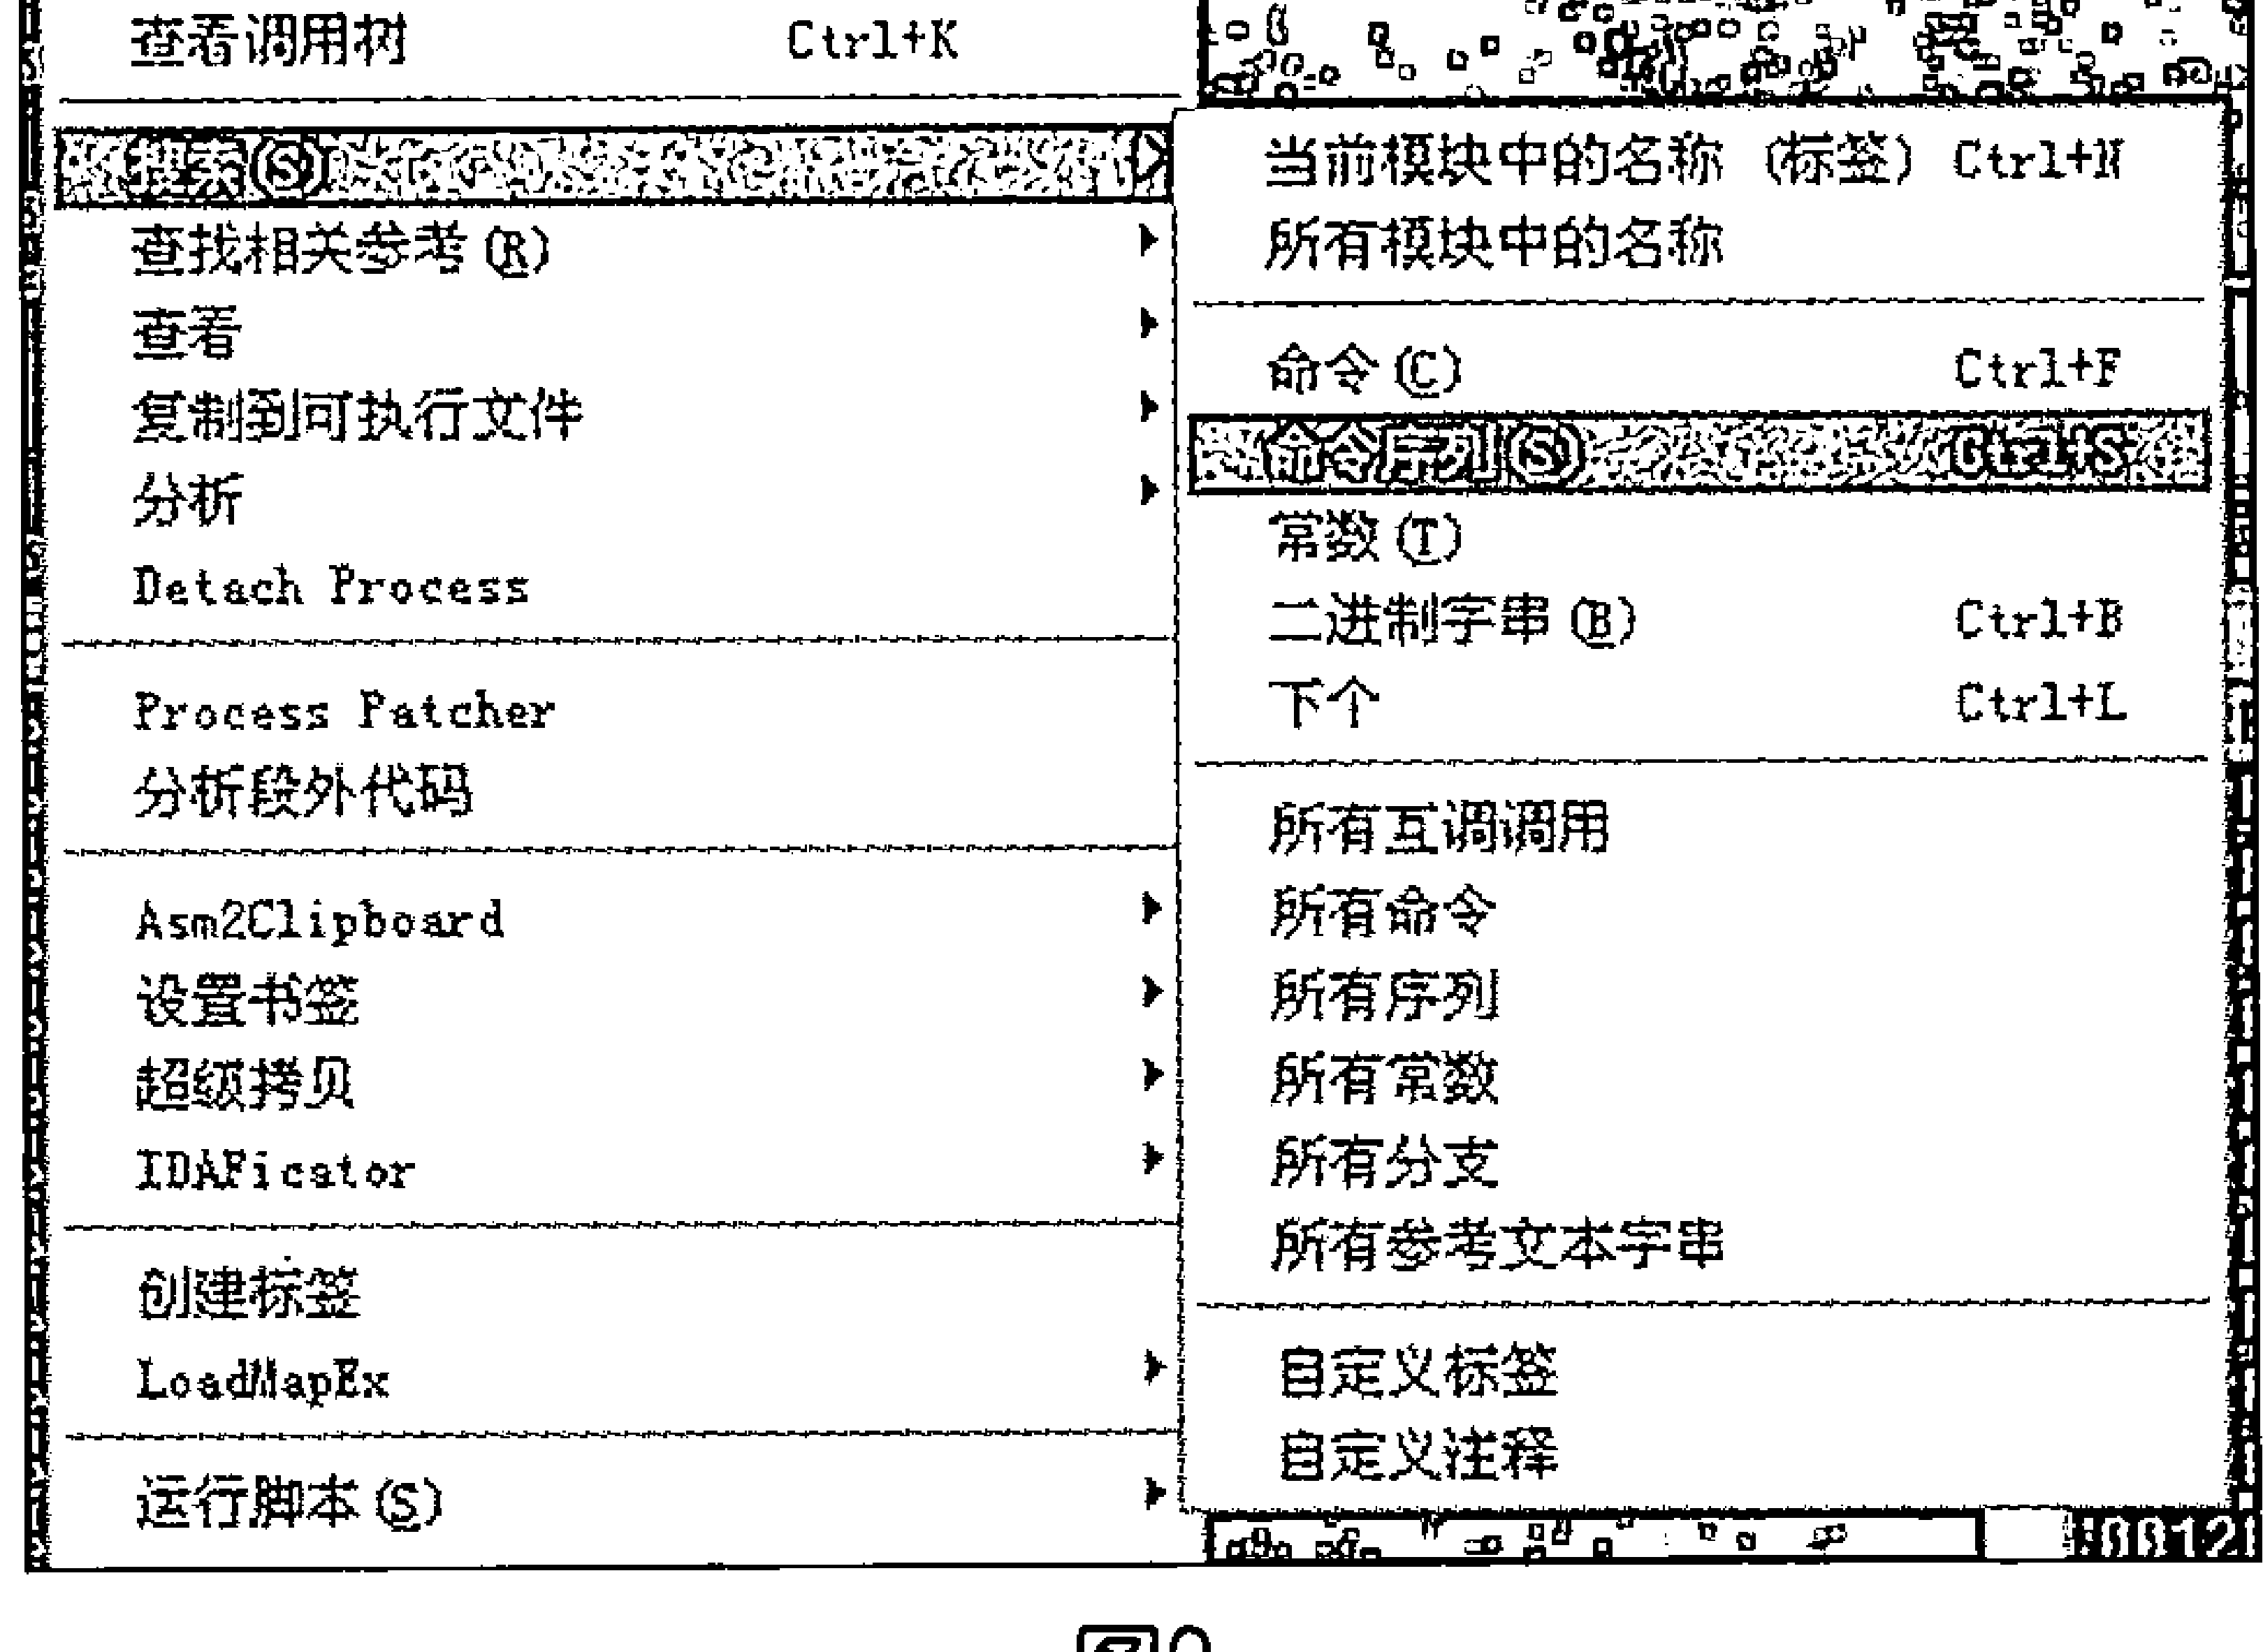 查看调用树 Ctrl+K
搜索(S)
查找相关参考(R)
查看
复制到可执行文件
分析
Detach Process
Process Patcher
分析段外代码
Asm2Clipboard
设置书签
超级拷贝
IDAFicator
创建标签
LoadMapEx
运行脚本(S)
当前模块中的名称 (标签) Ctrl+N
所有模块中的名称
命令(C) Ctrl+F
命令序列(S) Ctrl+S
常数(T)
二进制字串(B) Ctrl+B
下个 Ctrl+L
所有互调调用
所有命令
所有序列
所有常数
所有分支
所有参考文本字串
自定义标签
自定义注释